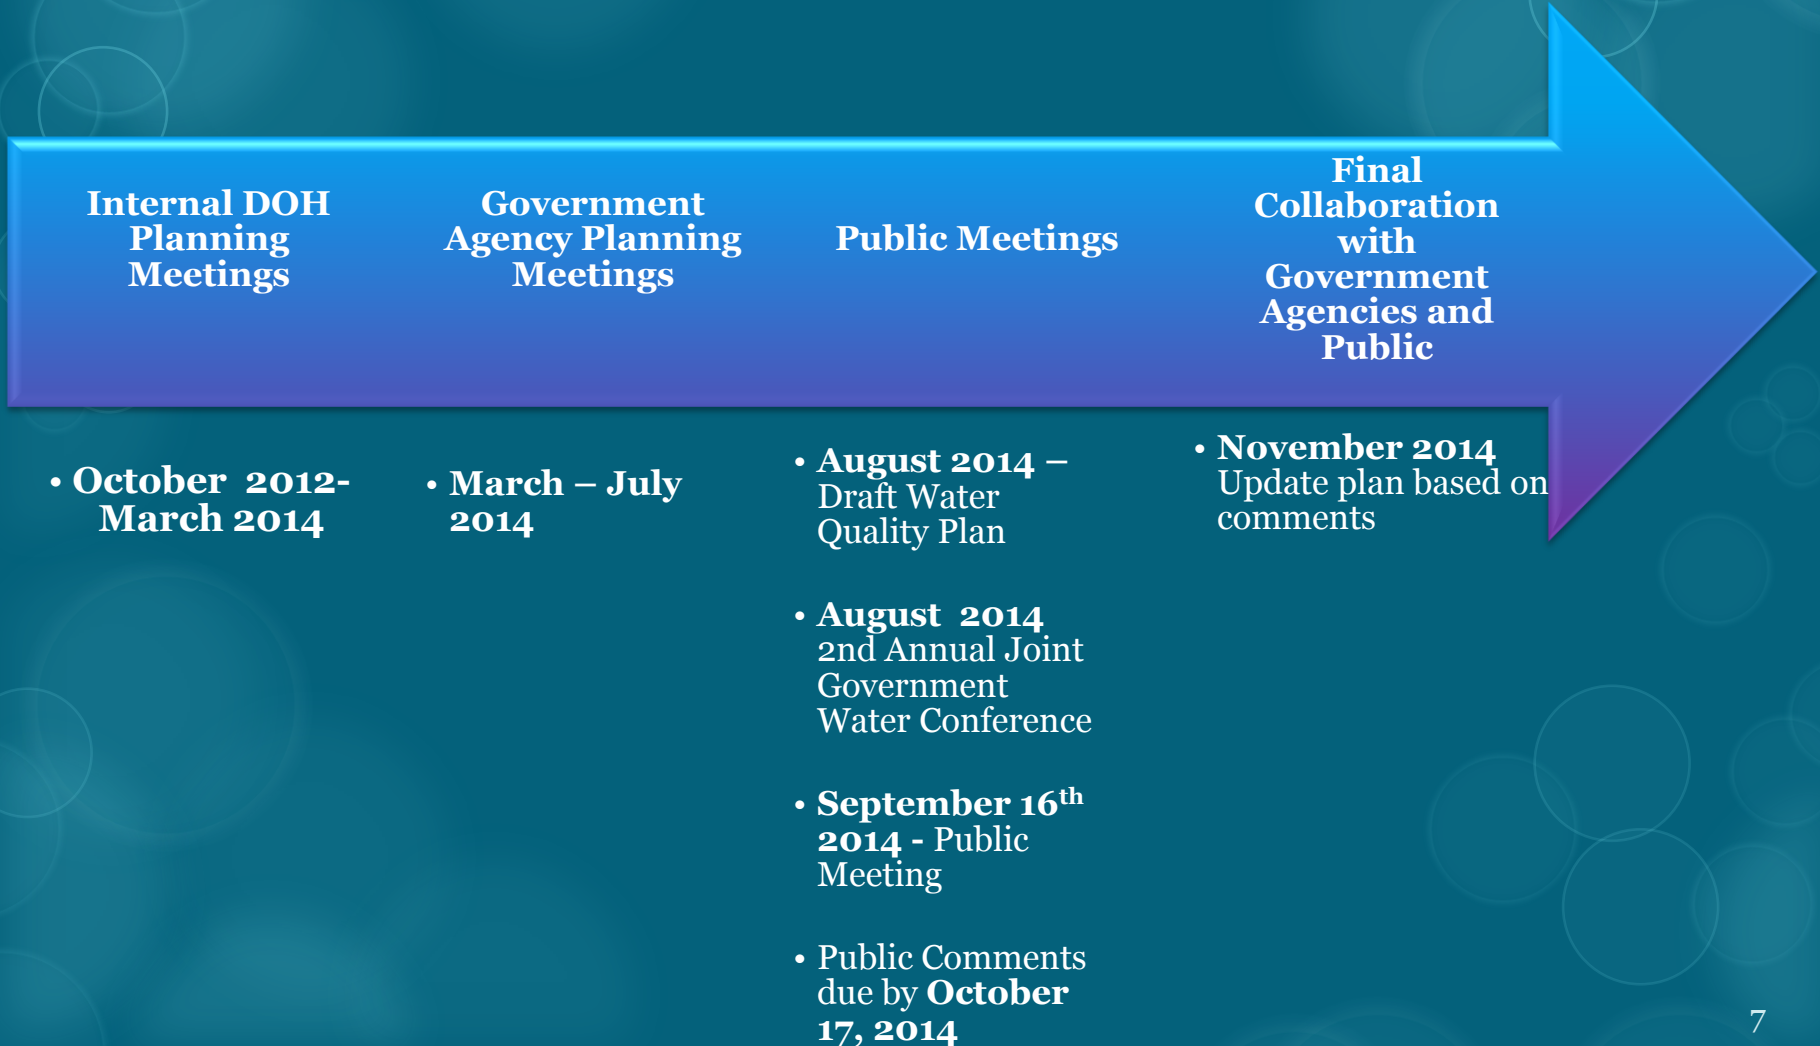 Internal DOH
Planning
Meetings
Government
Agency Planning
Meetings
Public Meetings
Final
Collaboration
with
Government
Agencies and
Public
• October  2012-
March 2014
• March – July
2014
• August 2014 –
Draft Water
Quality Plan
• August  2014
2nd Annual Joint
Government
Water Conference
• September 16th
2014 - Public
Meeting
• Public Comments
due by October
17, 2014
• November 2014
Update plan based on
comments
7